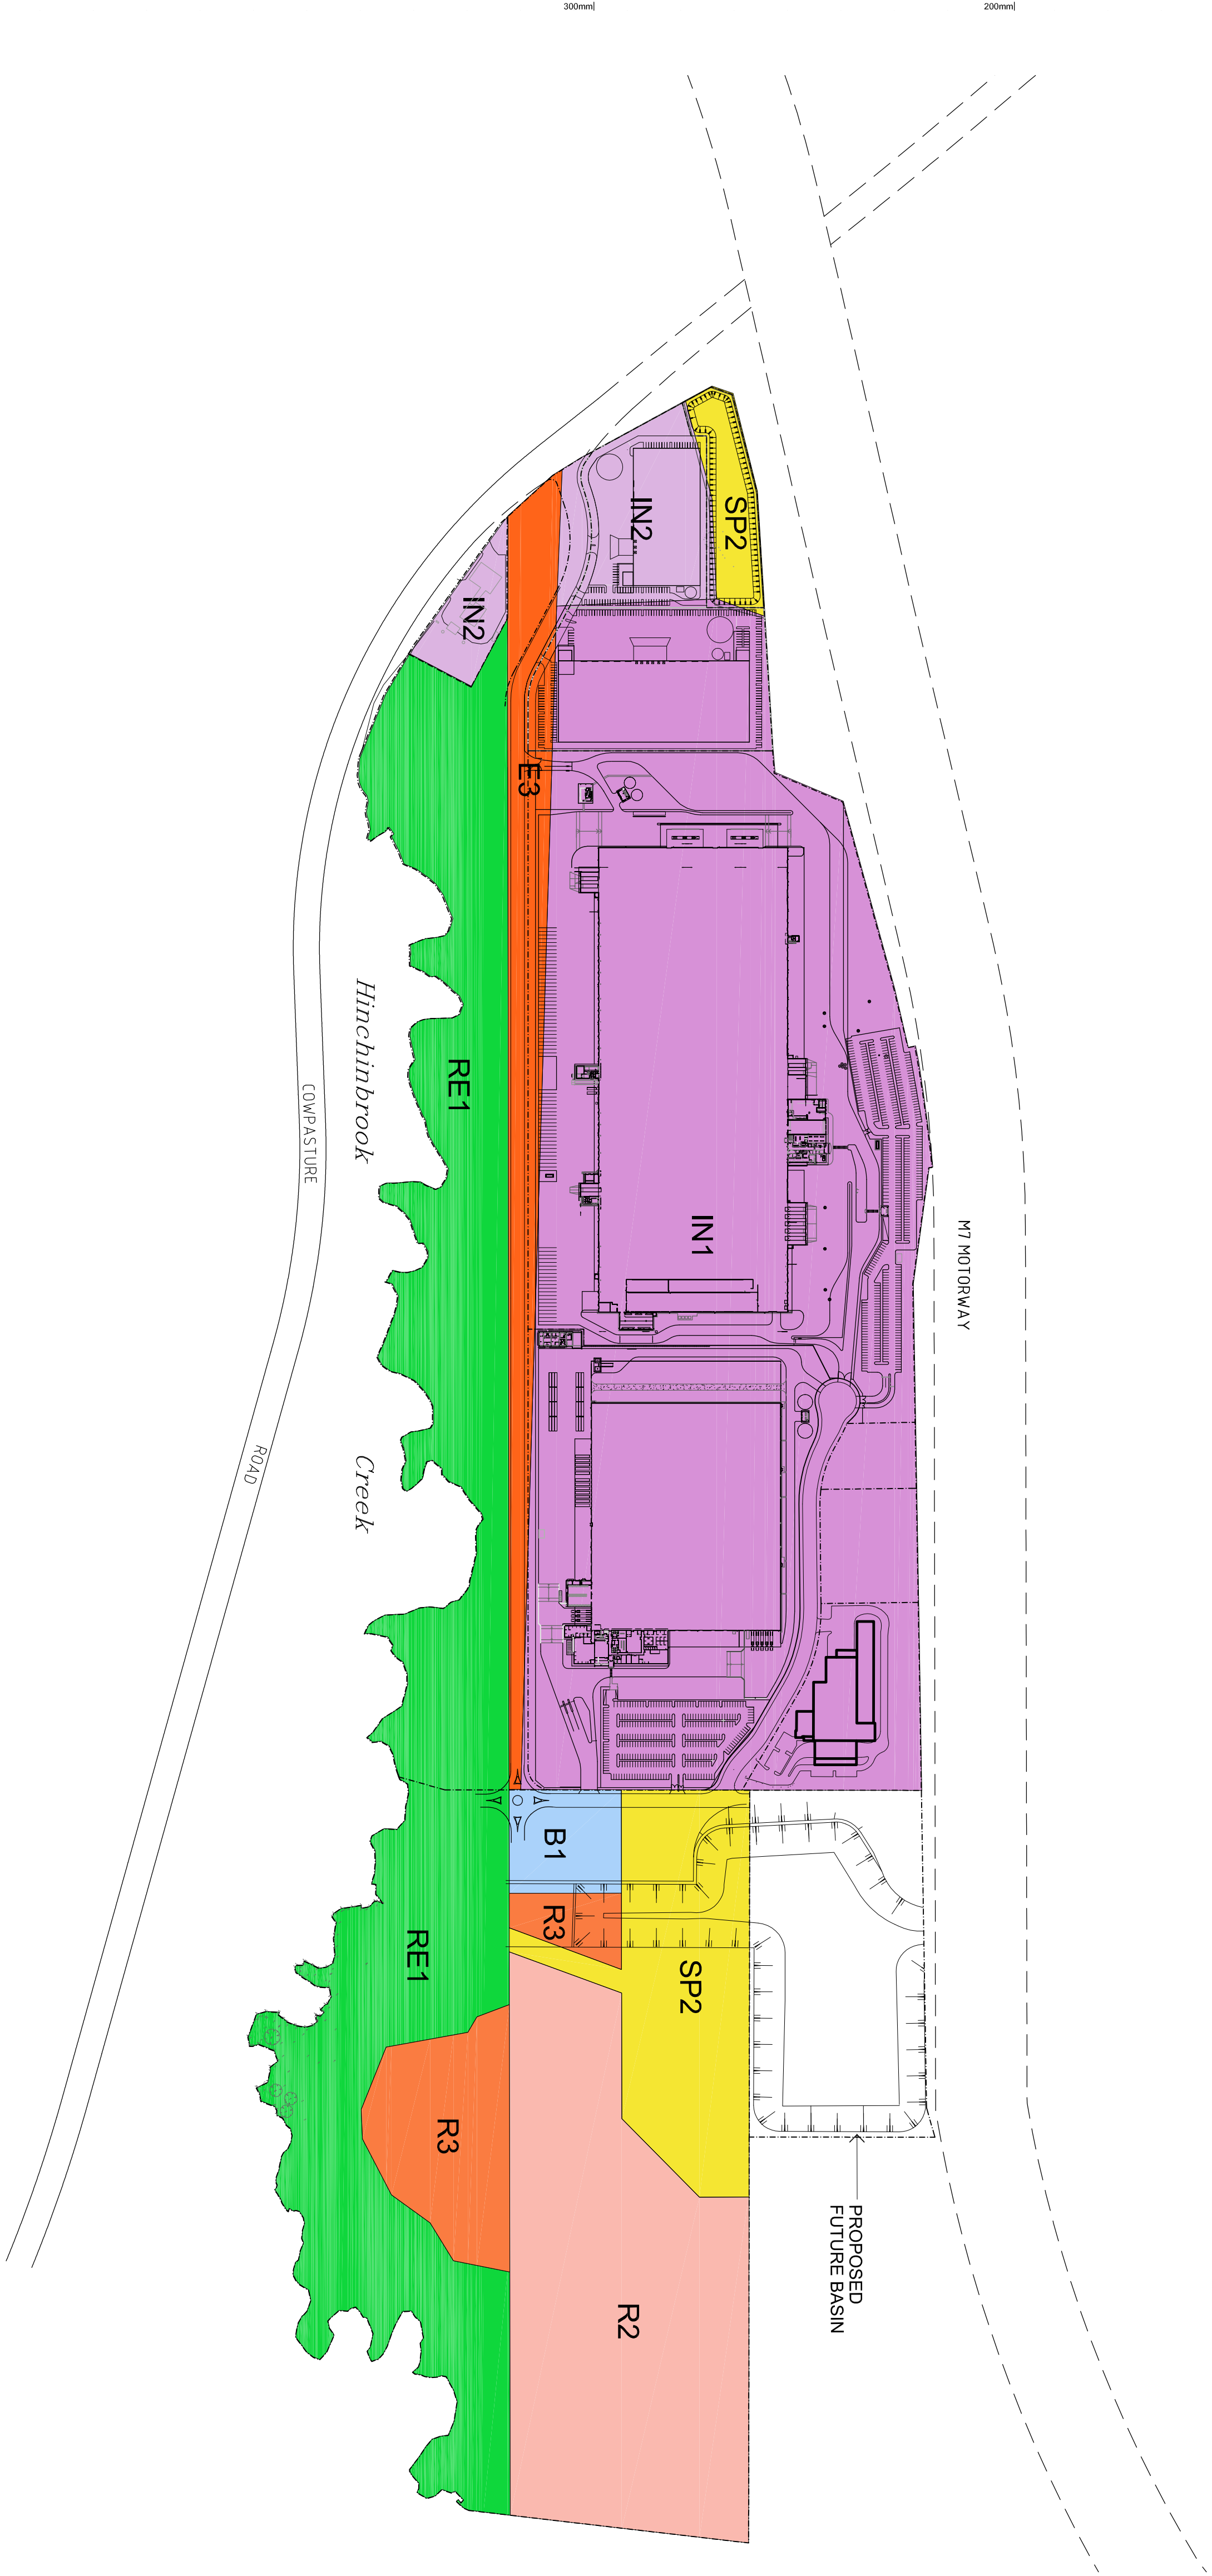 300mm
200mm
SP2
IN2
IN2
E3
Hinchinbrook
RE1
COWPASTURE
IN1
M7 MOTORWAY
Creek
ROAD
B1
R3
RE1
SP2
R3
PROPOSED
FUTURE BASIN
R2